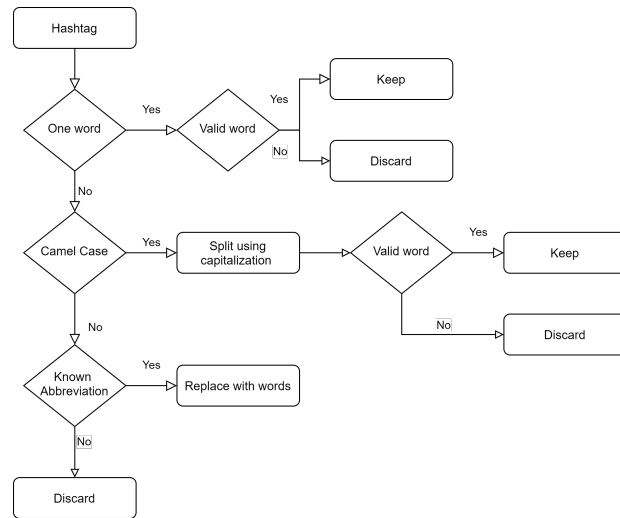 Hashtag
Yes
Yes
Keep
One word
Valid word
No
Discard
No
Camel Case
Yes
Split using
capitalization
Valid word
Yes
Keep
No
Discard
No
Known
Abbreviation
Yes
Replace with words
No
Discard